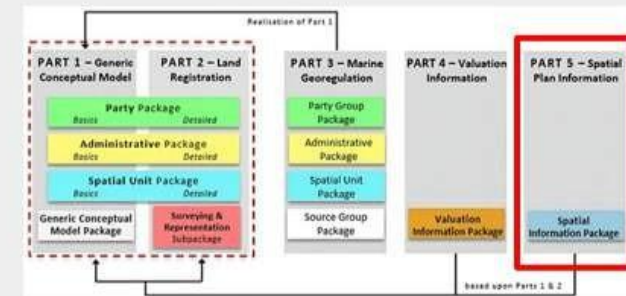 Realisation of Part 1
PART 1 – Generic
Conceptual Model
PART 2 – Land
Registration
PART 3 – Marine
Georegulation
PART 4 – Valuation
Information
PART 5 – Spatial
Plan Information
Party Package
Basics Detailed
Administrative Package
Basics Detailed
Spatial Unit Package
Basics Detailed
Generic Conceptual
Model Package
Surveying &
Representation
Subpackage
Party Group
Package
Administrative
Package
Spatial Unit
Package
Source Group
Package
Valuation
Information Package
Spatial
Information Package
based upon Parts 1 & 2